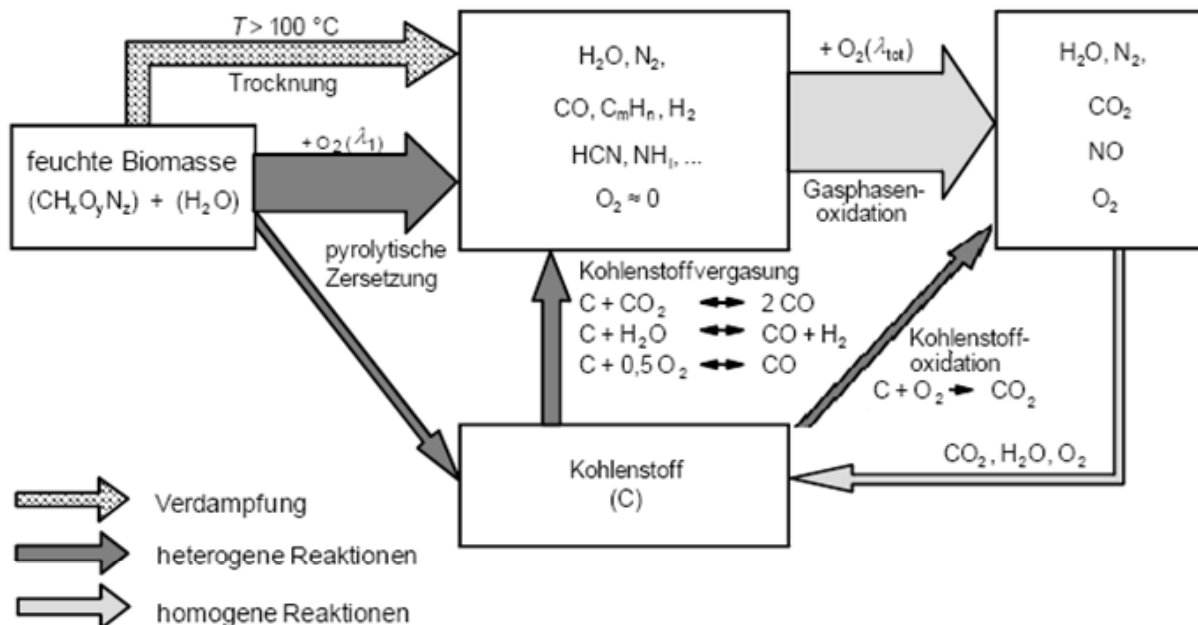 T > 100 °C
Trocknung
feuchte Biomasse
(CHₓOᵧN_z) + (H₂O)
+ O₂ (λ₁)
pyrolytische
Zersetzung
H₂O, N₂,
CO, CₘHₙ, H₂
HCN, NHᵢ, ...
O₂ ≈ 0
+ O₂(λtot)
Gasphasen-
oxidation
H₂O, N₂,
CO₂
NO
O₂
Kohlenstoffvergasung
C + CO₂ ↔ 2 CO
C + H₂O ↔ CO + H₂
C + 0,5 O₂ ↔ CO
Kohlenstoff-
oxidation
C + O₂ → CO₂
Kohlenstoff
(C)
CO₂, H₂O, O₂
Verdampfung
heterogene Reaktionen
homogene Reaktionen